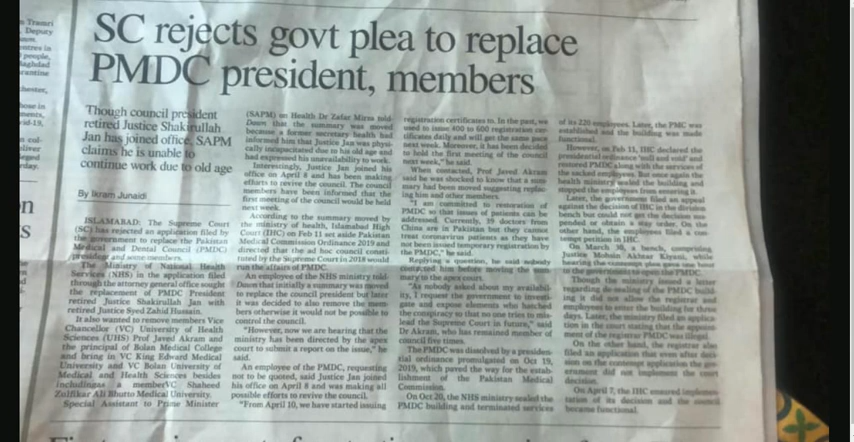 SC rejects govt plea to replace
PMDC president, members
Though council president
retired Justice Shakirullah
Jan has joined office, SAPM
claims he is unable to
continue work due to old age
By Ikram Junaidi
ISLAMABAD: The Supreme Court
(SC) has rejected an application filed by
the government to replace the Pakistan
Medical and Dental Council (PMDC)
president and some members.
The Ministry of National Health
Services (NHS) in the application filed
through the attorney general office sought
the replacement of PMDC President
retired Justice Shakirullah Jan with
retired Justice Syed Zahid Hussain.
It also wanted to remove members Vice
Chancellor (VC) University of Health
Sciences (UHS) Prof Javed Akram and
the principal of Bolan Medical College
and bring in VC King Edward Medical
University and VC Bolan University of
Medical and Health Sciences besides
includingas a memberVC Shaheed
Zulfikar Ali Bhutto Medical University.
Special Assistant to Prime Minister
(SAPM) on Health Dr Zafar Mirza told
Dawn that the summary was moved
because a former secretary health had
informed him that Justice Jan was physi-
cally incapacitated due to his old age and
had expressed his unavailability to work.
Interestingly, Justice Jan joined his
office on April 8 and has been making
efforts to revive the council. The council
members have been informed that the
first meeting of the council would be held
next week.
According to the summary moved by
the ministry of health, Islamabad High
Court (IHC) on Feb 11 set aside Pakistan
Medical Commission Ordinance 2019 and
directed that the ad hoc council consti-
tuted by the Supreme Court in 2018 would
run the affairs of PMDC.
An employee of the NHS ministry told
Dawn that initially a summary was moved
to replace the council president but later
it was decided to also remove the mem-
bers otherwise it would not be possible to
control the council.
"However, now we are hearing that the
ministry has been directed by the apex
court to submit a report on the issue," he
said.
An employee of the PMDC, requesting
not to be quoted, said Justice Jan joined
his office on April 8 and was making all
possible efforts to revive the council.
"From April 10, we have started issuing
registration certificates to. In the past, we
used to issue 400 to 600 registration cer-
tificates daily and will get the same pace
next week. Moreover, it has been decided
to hold the first meeting of the council
next week," he said.
When contacted, Prof Javed Akram
said he was shocked to know that a sum-
mary had been moved suggesting replac-
ing him and other members.
"I am committed to restoration of
PMDC so that issues of patients can be
addressed. Currently, 39 doctors from
China are in Pakistan but they cannot
treat coronavirus patients as they have
not been issued temporary registration by
the PMDC," he said.
Replying a question, he said nobody
contacted him before moving the sum-
mary to the apex court.
"As nobody asked about my availabil-
ity, I request the government to investi-
gate and expose elements who hatched
the conspiracy so that no one tries to mis-
lead the Supreme Court in future," said
Dr Akram, who has remained member of
council five times.
The PMDC was dissolved by a presiden-
tial ordinance promulgated on Oct 19,
2019, which paved the way for the estab-
lishment of the Pakistan Medical
Commission.
On Oct 20, the NHS ministry sealed the
PMDC building and terminated services
of its 220 employees. Later, the PMC was
established and the building was made
functional.
However, on Feb 11, IHC declared the
presidential ordinance 'null and void' and
restored PMDC along with the services of
the sacked employees. But once again the
health ministry sealed the building and
stopped the employees from entering it.
Later, the government filed an appeal
against the decision of IHC in the division
bench but could not get the decision sus-
pended or obtain a stay order. On the
other hand, the employees filed a con-
tempt petition in IHC.
On March 30, a bench, comprising
Justice Mohsin Akhtar Kiyani, while
hearing the contempt plea gave one hour
to the government to open the PMDC.
Though the ministry issued a letter
regarding the sealing of the PMDC build-
ing it did not allow the registrar and
employees to enter the building for three
days. Later, the ministry filed an applica-
tion in the court stating that the appoint-
ment of the registrar PMDC was illegal.
On the other hand, the registrar also
filed an application that even after deci-
sion on the contempt application the gov-
ernment did not implement the court
decision.
On April 7, the IHC ensured implemen-
tation of its decision and the council
became functional.